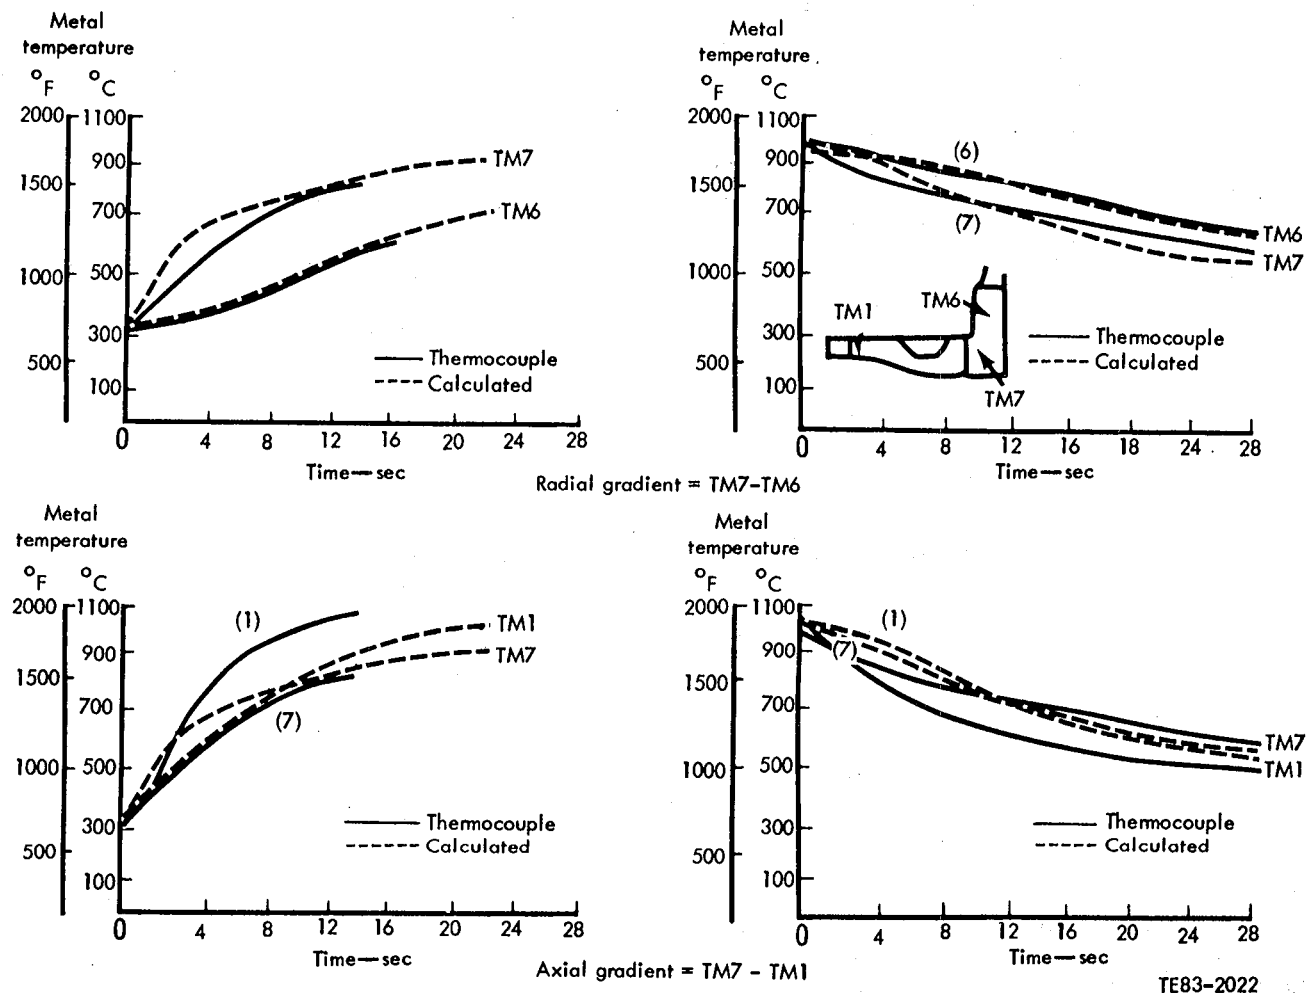 Metal
temperature
°F °C
2000 1100
900
1500
700
1000 500
300
500
100
0 4 8 12 16 20 24 28
Time—sec
TM7
TM6
Thermocouple
Calculated
Metal
temperature
°F °C
2000 1100
900
1500
700
1000 500
300
500
100
0 4 8 12 16 18 24 28
Time—sec
(6)
(7)
TM6
TM7
TM6
TM1
TM7
Thermocouple
Calculated
Radial gradient = TM7-TM6
Metal
temperature
°F °C
2000 1100
900
1500
700
1000 500
300
500
100
0 4 8 12 16 20 24 28
Time—sec
(1)
TM1
TM7
(7)
Thermocouple
Calculated
Metal
temperature
°F °C
2000 1100
900
1500
700
1000 500
300
500
100
0 4 8 12 16 20 24 28
Time—sec
(1)
(7)
TM7
TM1
Thermocouple
Calculated
Axial gradient = TM7 - TM1
TE83-2022